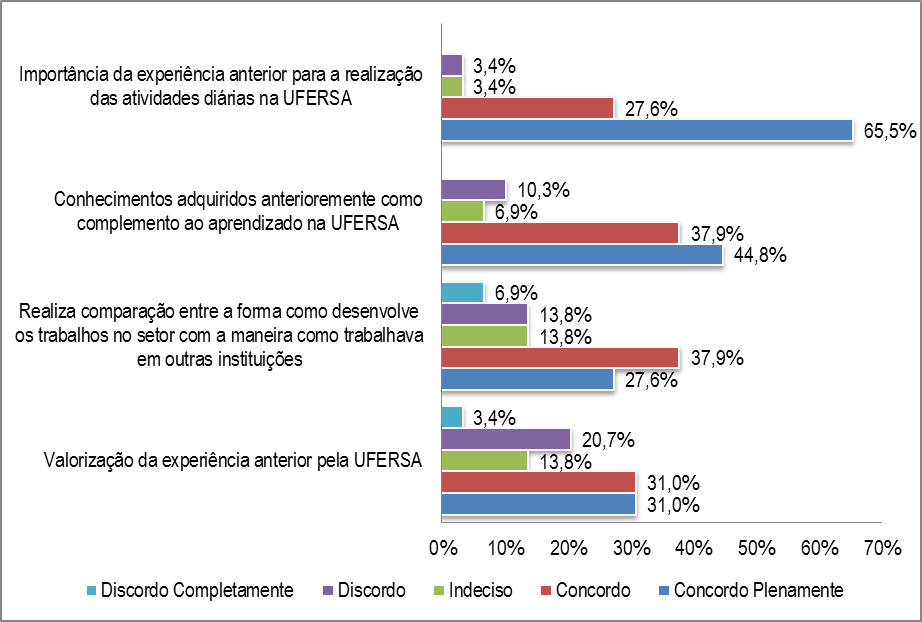 Importância da experiência anterior para a realização
das atividades diárias na UFERSA
3,4%
3,4%
27,6%
65,5%
Conhecimentos adquiridos anterioremente como
complemento ao aprendizado na UFERSA
10,3%
6,9%
37,9%
44,8%
Realiza comparação entre a forma como desenvolve
os trabalhos no setor com a maneira como trabalhava
em outras instituições
6,9%
13,8%
13,8%
37,9%
27,6%
Valorização da experiência anterior pela UFERSA
3,4%
20,7%
13,8%
31,0%
31,0%
0% 10% 20% 30% 40% 50% 60% 70%
Discordo Completamente Discordo Indeciso Concordo Concordo Plenamente